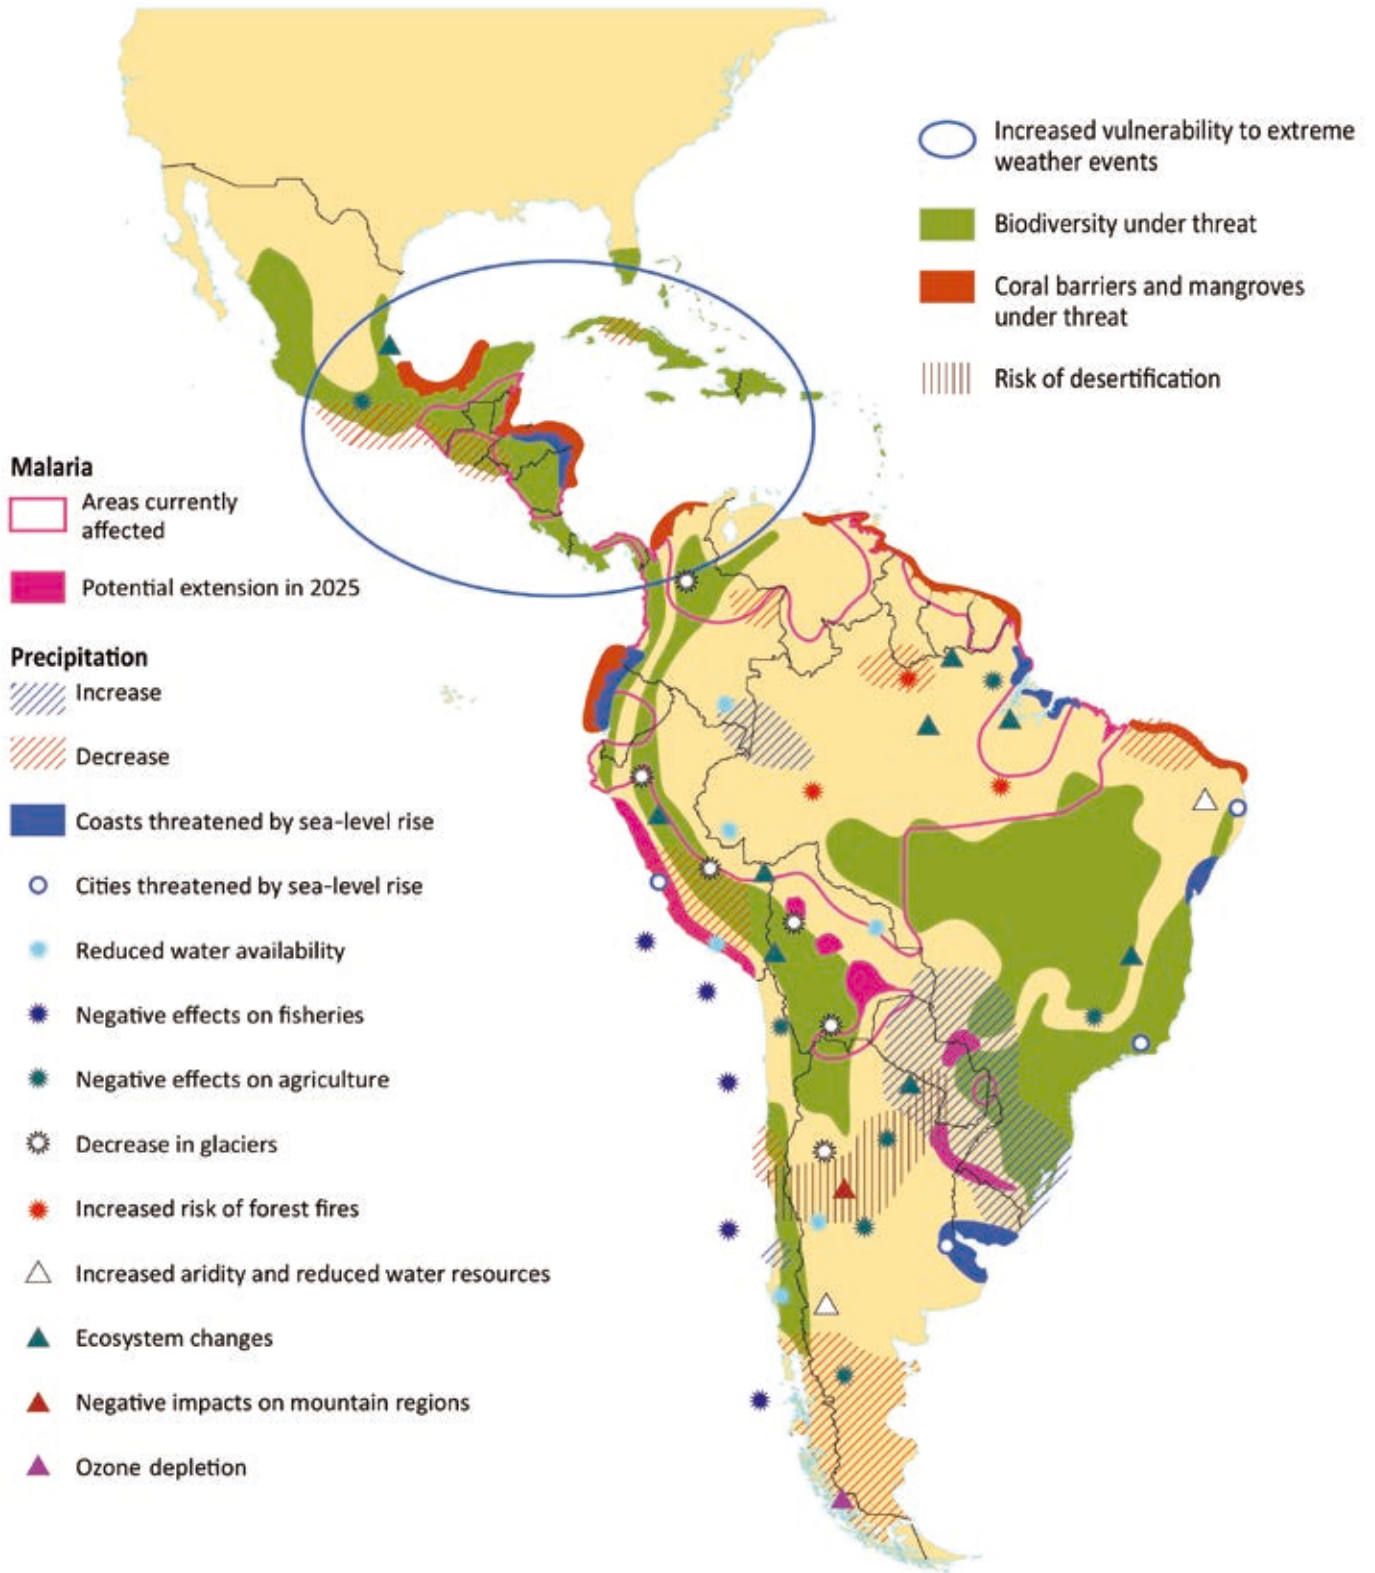 Increased vulnerability to extreme
weather events
Biodiversity under threat
Coral barriers and mangroves
under threat
Risk of desertification
Malaria
Areas currently
affected
Potential extension in 2025
Precipitation
Increase
Decrease
Coasts threatened by sea-level rise
Cities threatened by sea-level rise
Reduced water availability
Negative effects on fisheries
Negative effects on agriculture
Decrease in glaciers
Increased risk of forest fires
Increased aridity and reduced water resources
Ecosystem changes
Negative impacts on mountain regions
Ozone depletion